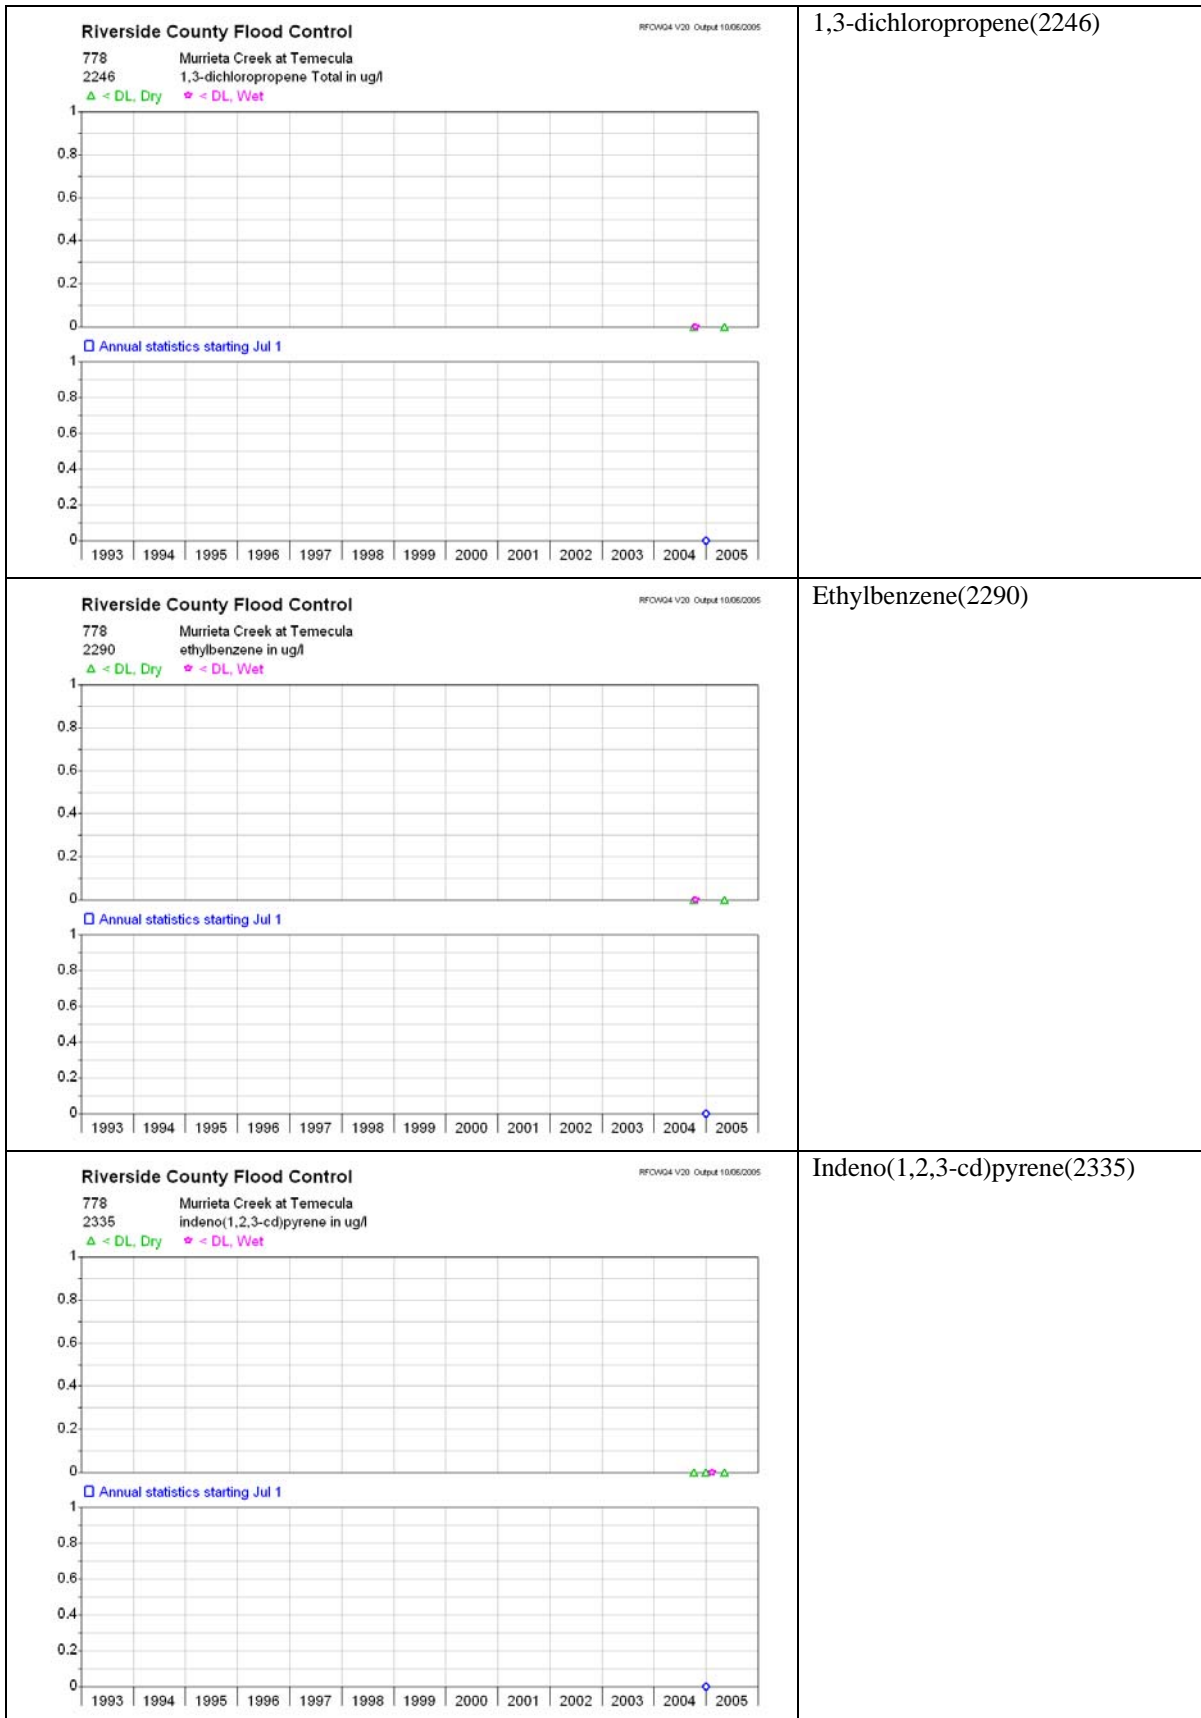 Riverside County Flood Control
RFCWQ4 V20 Output 10/06/2005
778 Murrieta Creek at Temecula
2246 1,3-dichloropropene Total in ug/l
< DL, Dry < DL, Wet
1
0.8
0.6
0.4
0.2
0
Annual statistics starting Jul 1
1
0.8
0.6
0.4
0.2
0
1993 1994 1995 1996 1997 1998 1999 2000 2001 2002 2003 2004 2005
1,3-dichloropropene(2246)
Riverside County Flood Control
RFCWQ4 V20 Output 10/06/2005
778 Murrieta Creek at Temecula
2290 ethylbenzene in ug/l
< DL, Dry < DL, Wet
1
0.8
0.6
0.4
0.2
0
Annual statistics starting Jul 1
1
0.8
0.6
0.4
0.2
0
1993 1994 1995 1996 1997 1998 1999 2000 2001 2002 2003 2004 2005
Ethylbenzene(2290)
Riverside County Flood Control
RFCWQ4 V20 Output 10/06/2005
778 Murrieta Creek at Temecula
2335 indeno(1,2,3-cd)pyrene in ug/l
< DL, Dry < DL, Wet
1
0.8
0.6
0.4
0.2
0
Annual statistics starting Jul 1
1
0.8
0.6
0.4
0.2
0
1993 1994 1995 1996 1997 1998 1999 2000 2001 2002 2003 2004 2005
Indeno(1,2,3-cd)pyrene(2335)